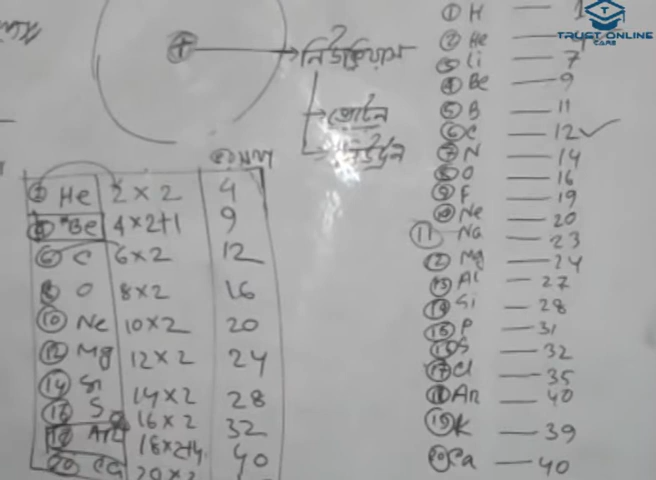 TRUST ONLINE
CARE
+
নিউক্লিয়াস
প্রোটন
নিউট্রন
② He 2×2 4
④ Be 4×2+1 9
⑥ C 6×2 12
⑧ O 8×2 16
⑩ Ne 10×2 20
⑫ Mg 12×2 24
⑭ Si 14×2 28
⑯ S 16×2 32
⑱ Ar 18×2+4 40
⑳ Ca 20×2
① H — 1
② He — 4
③ Li — 7
④ Be — 9
⑤ B — 11
⑥ C — 12 ✓
⑦ N — 14
⑧ O — 16
⑨ F — 19
⑩ Ne — 20
⑪ Na — 23
⑫ Mg — 24
⑬ Al — 27
⑭ Si — 28
⑮ P — 31
⑯ S — 32
⑰ Cl — 35
⑱ Ar — 40
⑲ K — 39
⑳ Ca — 40